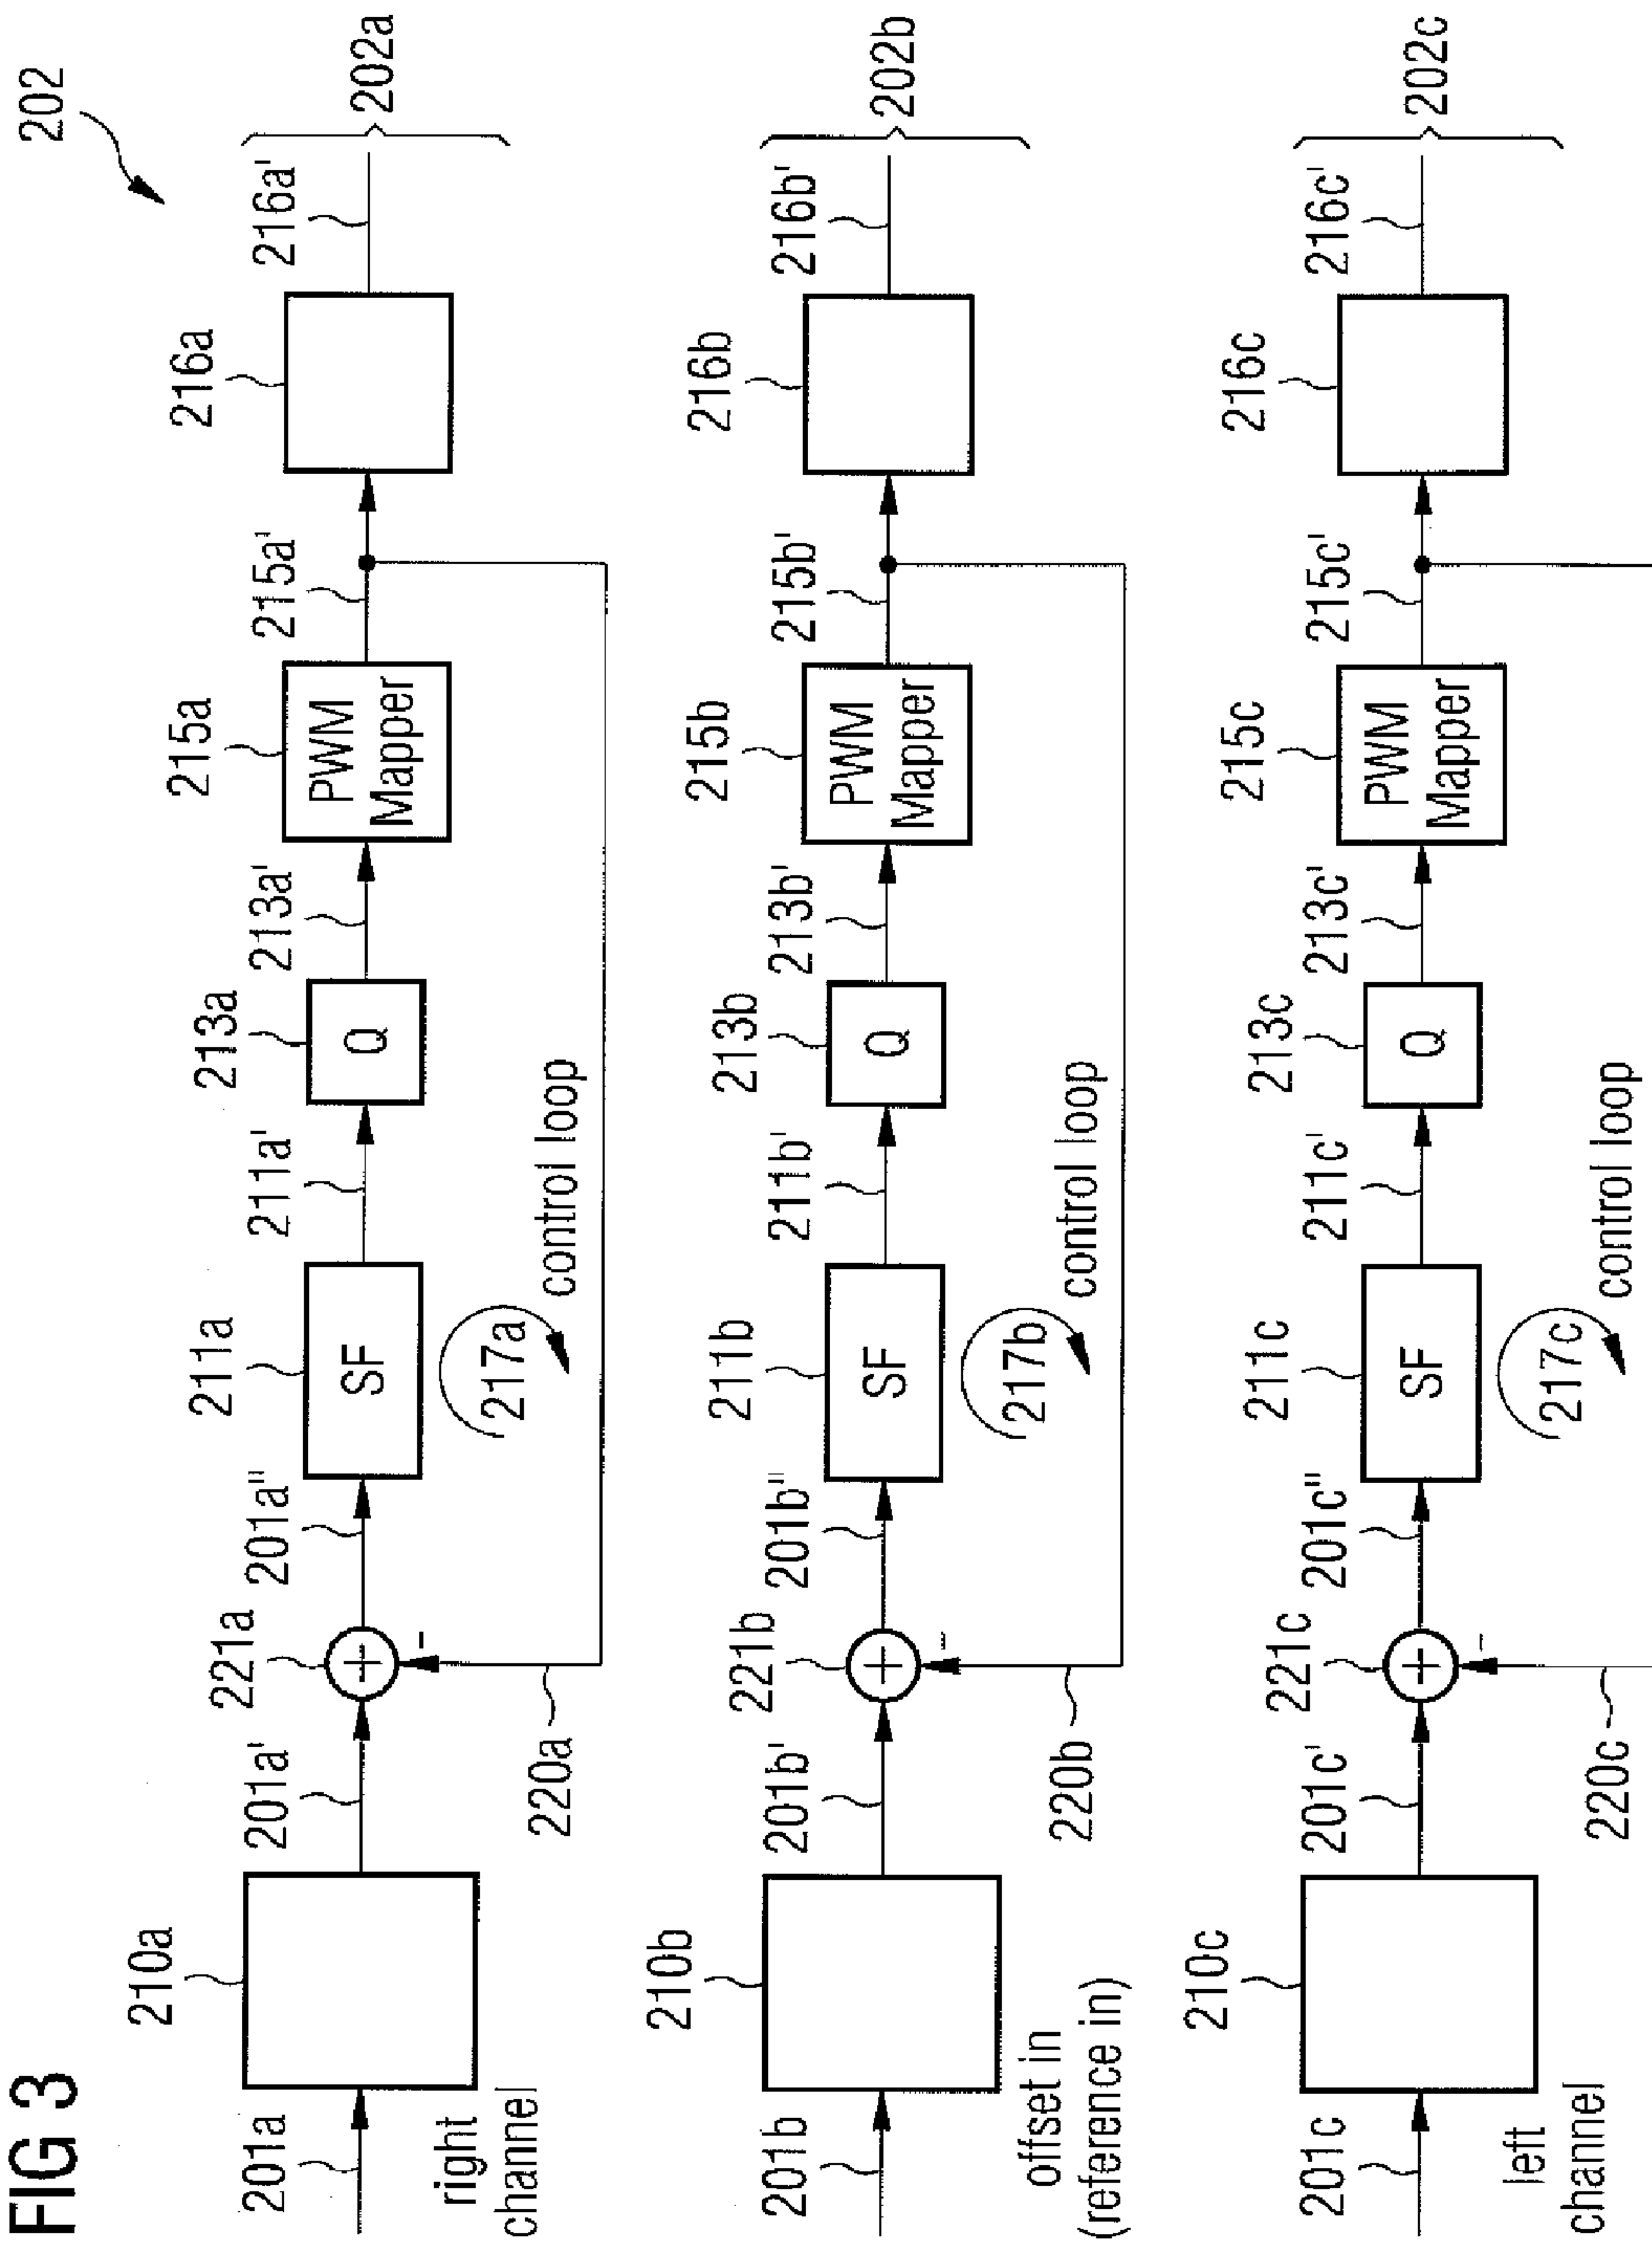 FIG 3
202
201a
right
channel
210a
201a'
221a
220a
201a"
211a
SF
217a
control loop
211a'
213a
Q
213a'
215a
PWM
Mapper
215a'
216a
216a'
202a
201b
offset in
(reference in)
210b
201b'
221b
220b
201b"
211b
SF
217b
control loop
211b'
213b
Q
213b'
215b
PWM
Mapper
215b'
216b
216b'
202b
201c
left
channel
210c
201c'
221c
220c
201c"
211c
SF
217c
control loop
211c'
213c
Q
213c'
215c
PWM
Mapper
215c'
216c
216c'
202c